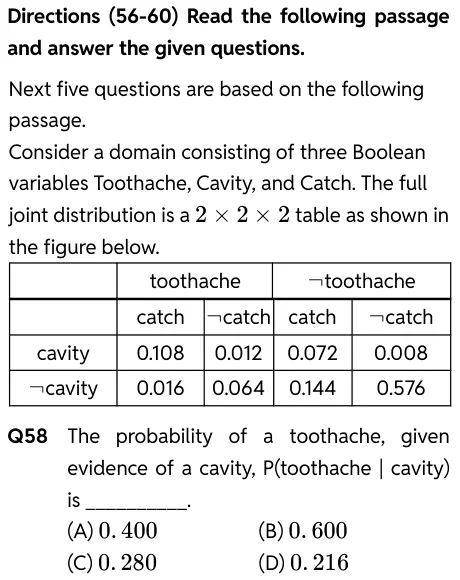 Directions (56-60) Read the following passage
and answer the given questions.
Next five questions are based on the following
passage.
Consider a domain consisting of three Boolean
variables Toothache, Cavity, and Catch. The full
joint distribution is a 2 × 2 × 2 table as shown in
the figure below.
toothache ¬toothache
catch ¬catch catch ¬catch
cavity 0.108 0.012 0.072 0.008
¬cavity 0.016 0.064 0.144 0.576
Q58 The probability of a toothache, given
evidence of a cavity, P(toothache | cavity)
is __________.
(A) 0.400 (B) 0.600
(C) 0.280 (D) 0.216